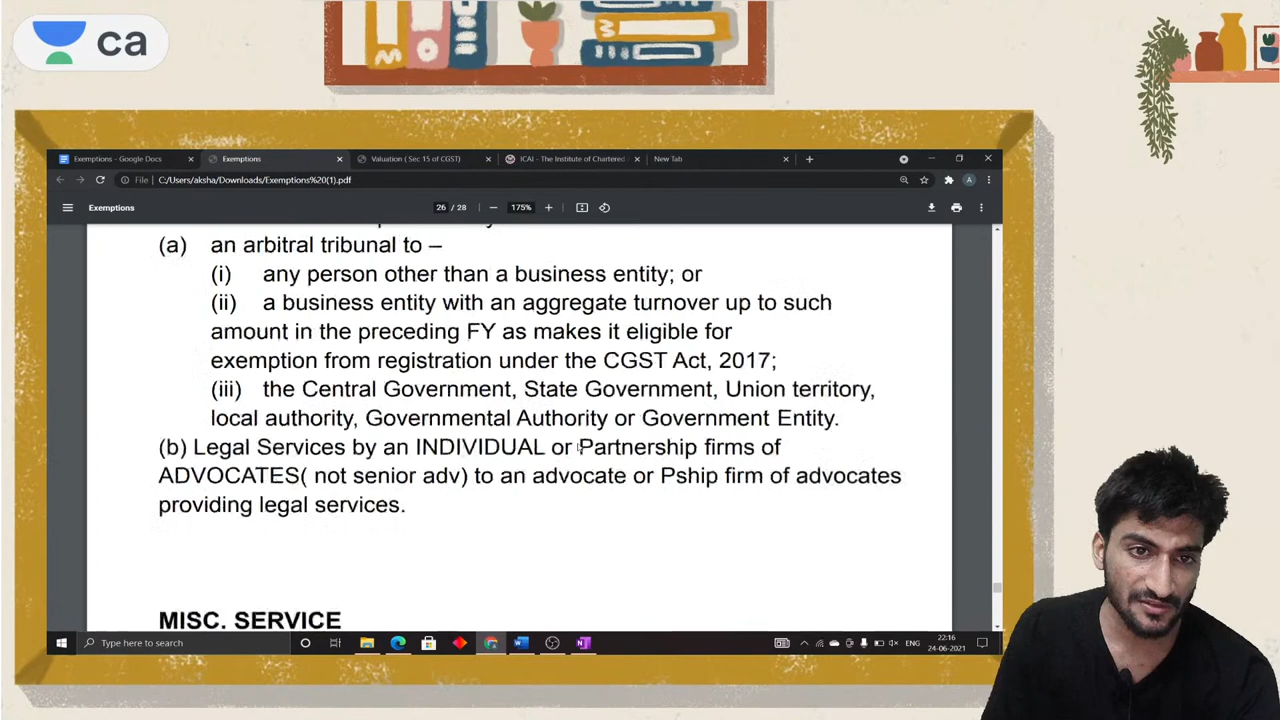 ca
Exemptions - Google Docs
Exemptions
Valuation ( Sec 15 of CGST)
ICAI - The Institute of Chartered
New Tab
File
C:/Users/aksha/Downloads/Exemptions%20(1).pdf
A
Exemptions
26 / 28
175%
(a) an arbitral tribunal to –
(i) any person other than a business entity; or
(ii) a business entity with an aggregate turnover up to such
amount in the preceding FY as makes it eligible for
exemption from registration under the CGST Act, 2017;
(iii) the Central Government, State Government, Union territory,
local authority, Governmental Authority or Government Entity.
(b) Legal Services by an INDIVIDUAL or Partnership firms of
ADVOCATES( not senior adv) to an advocate or Pship firm of advocates
providing legal services.
MISC. SERVICE
Type here to search
ENG
22:16
24-06-2021